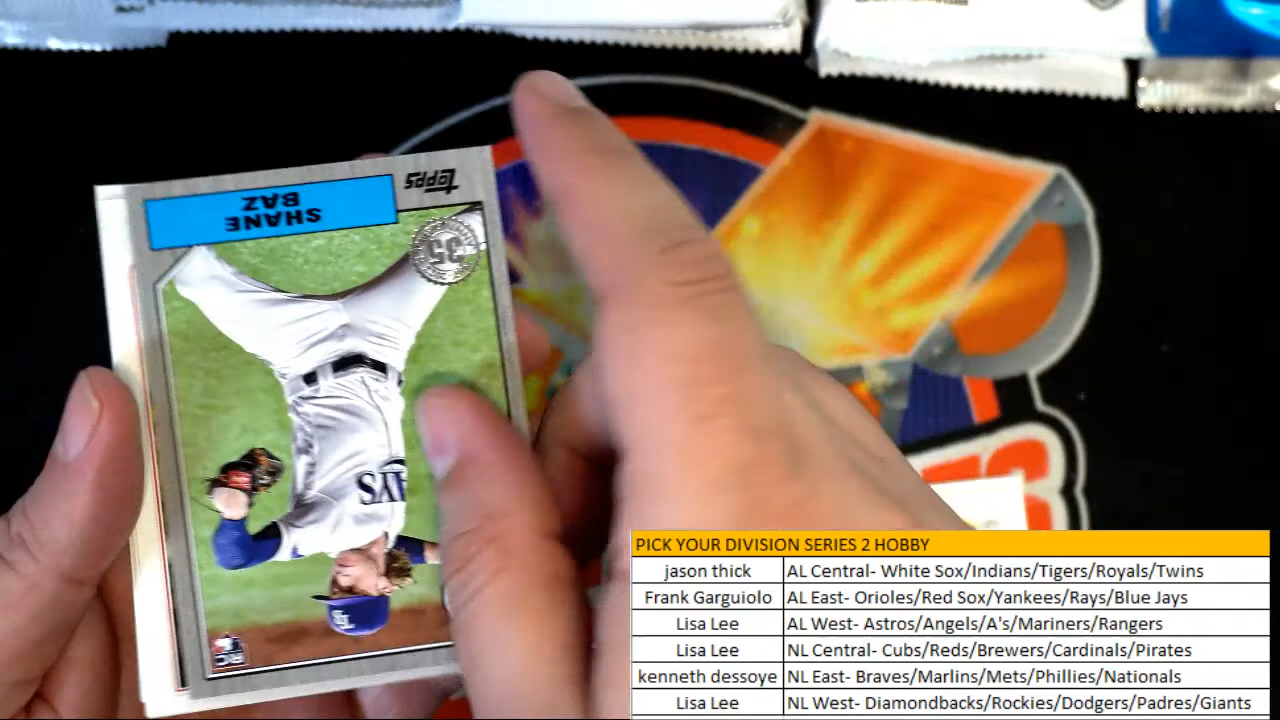 Topps
SHANE
BAZ
35
RAYS
TB
RC
PICK YOUR DIVISION SERIES 2 HOBBY
jason thick AL Central- White Sox/Indians/Tigers/Royals/Twins
Frank Garguiolo AL East- Orioles/Red Sox/Yankees/Rays/Blue Jays
Lisa Lee AL West- Astros/Angels/A's/Mariners/Rangers
Lisa Lee NL Central- Cubs/Reds/Brewers/Cardinals/Pirates
kenneth dessoye NL East- Braves/Marlins/Mets/Phillies/Nationals
Lisa Lee NL West- Diamondbacks/Rockies/Dodgers/Padres/Giants